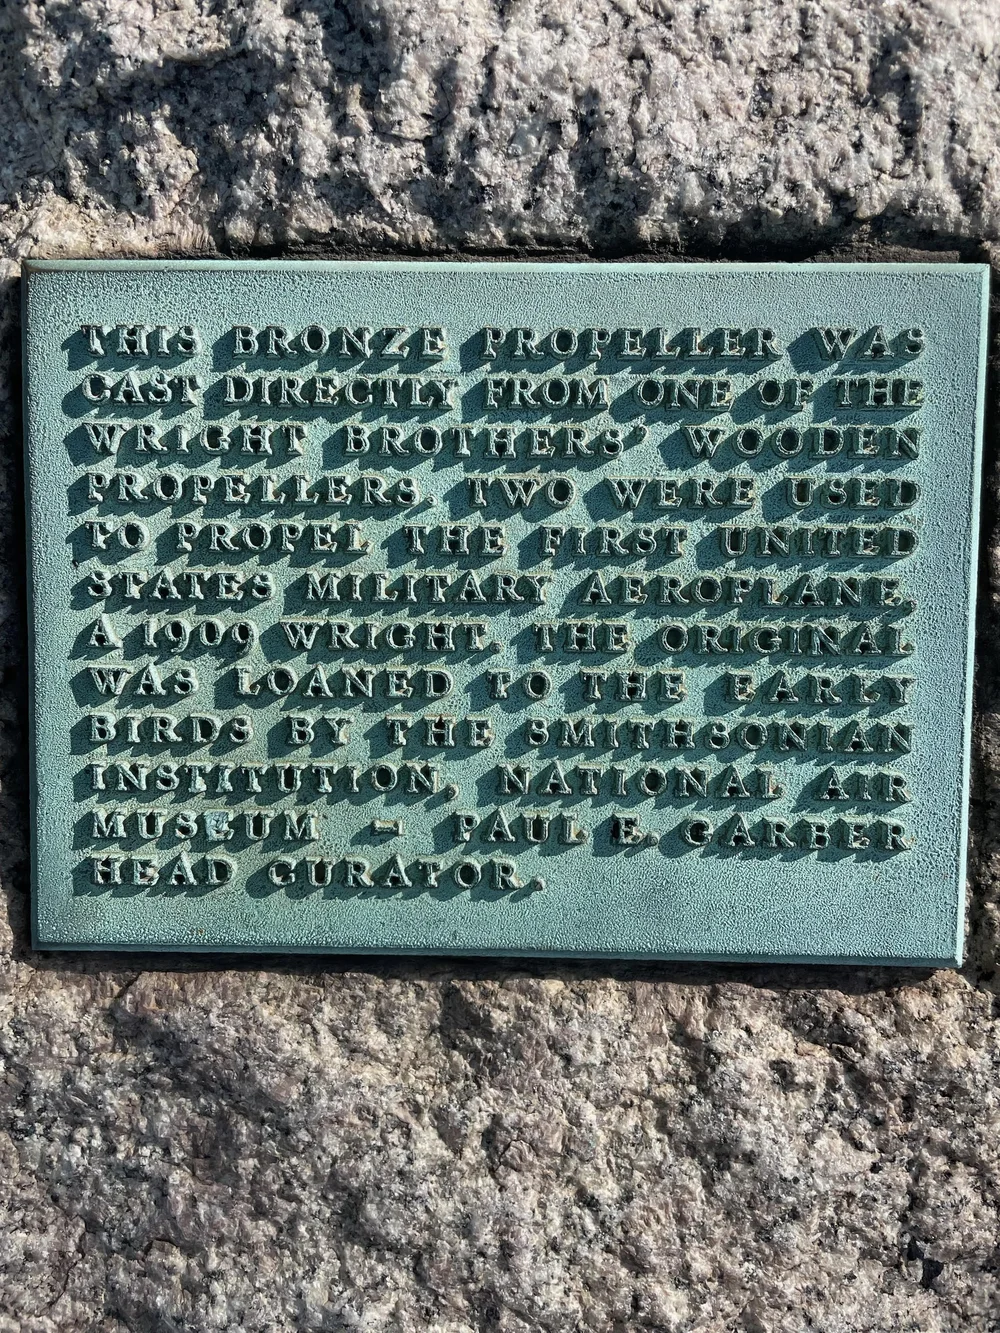 THIS BRONZE PROPELLER WAS
CAST DIRECTLY FROM ONE OF THE
WRIGHT BROTHERS' WOODEN
PROPELLERS. TWO WERE USED
TO PROPEL THE FIRST UNITED
STATES MILITARY AEROPLANE.
A 1909 WRIGHT. THE ORIGINAL
WAS LOANED TO THE EARLY
BIRDS BY THE SMITHSONIAN
INSTITUTION, NATIONAL AIR
MUSEUM - PAUL E. GARBER
HEAD CURATOR.